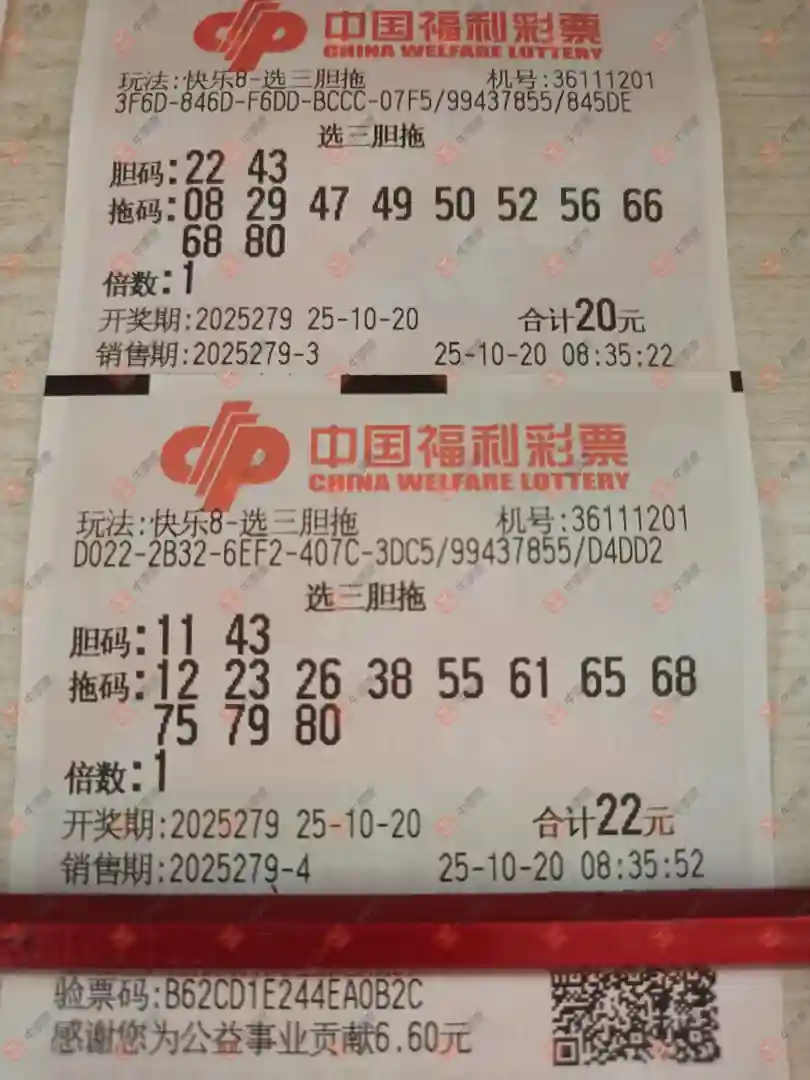 中国福利彩票
CHINA WELFARE LOTTERY
玩法:快乐8-选三胆拖 机号:36111201
3F6D-846D-F6DD-BCCC-07F5/99437855/845DE
选三胆拖
胆码:22 43
拖码:08 29 47 49 50 52 56 66
68 80
倍数:1
开奖期:2025279 25-10-20 合计20元
销售期:2025279-3 25-10-20 08:35:22
中国福利彩票
CHINA WELFARE LOTTERY
玩法:快乐8-选三胆拖 机号:36111201
D022-2B32-6EF2-407C-3DC5/99437855/D4DD2
选三胆拖
胆码:11 43
拖码:12 23 26 38 55 61 65 68
75 79 80
倍数:1
开奖期:2025279 25-10-20 合计22元
销售期:2025279-4 25-10-20 08:35:52
验票码:B62CD1E244EA0B2C
感谢您为公益事业贡献6.60元